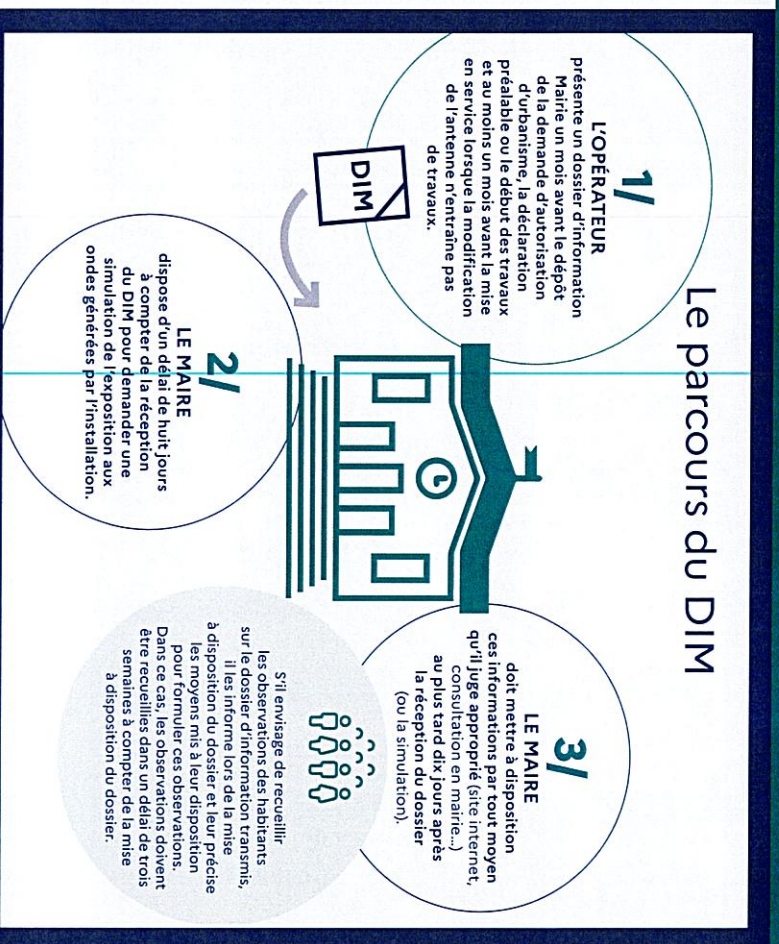 Le parcours du DIM
1/
L'OPÉRATEUR
présente un dossier d'information
Mairie un mois avant le dépôt
de la demande d'autorisation
d'urbanisme, la déclaration
préalable ou le début des travaux
et au moins un mois avant la mise
en service lorsque la modification
de l'antenne n'entraîne pas
de travaux.
DIM
2/
LE MAIRE
dispose d'un délai de huit jours
à compter de la réception
du DIM pour demander une
simulation de l'exposition aux
ondes générées par l'installation.
3/
LE MAIRE
doit mettre à disposition
ces informations par tout moyen
qu'il juge approprié (site internet,
consultation en mairie...)
au plus tard dix jours après
la réception du dossier
(ou la simulation).
S'il envisage de recueillir
les observations des habitants
sur le dossier d'information transmis,
il les informe lors de la mise
à disposition du dossier et leur précise
les moyens mis à leur disposition
pour formuler ces observations.
Dans ce cas, les observations doivent
être recueillies dans un délai de trois
semaines à compter de la mise
à disposition du dossier.